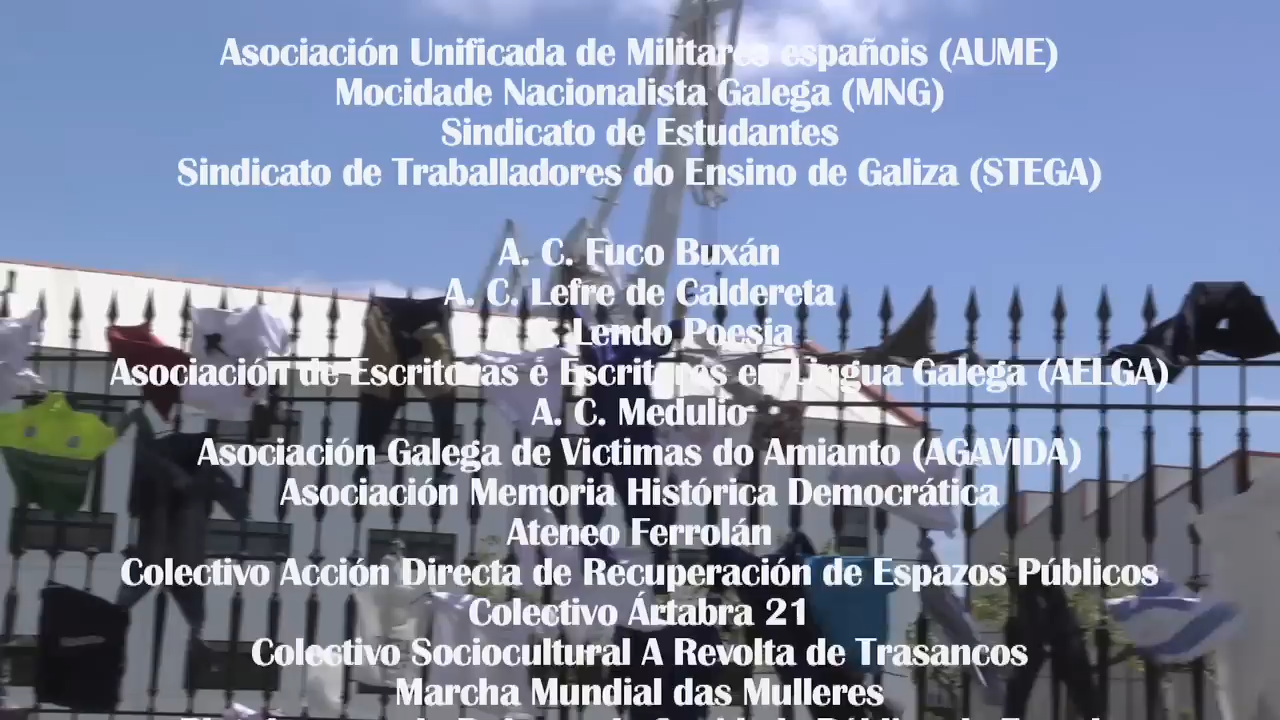 Asociación Unificada de Militares españois (AUME)
Mocidade Nacionalista Galega (MNG)
Sindicato de Estudantes
Sindicato de Traballadores do Ensino de Galiza (STEGA)
A. C. Fuco Buxán
A. C. Lefre de Caldereta
Lendo Poesia
Asociación de Escritoras e Escritores en Lingua Galega (AELGA)
A. C. Medulio
Asociación Galega de Victimas do Amianto (AGAVIDA)
Asociación Memoria Histórica Democrática
Ateneo Ferrolán
Colectivo Acción Directa de Recuperación de Espazos Públicos
Colectivo Ártabra 21
Colectivo Sociocultural A Revolta de Trasancos
Marcha Mundial das Mulleres